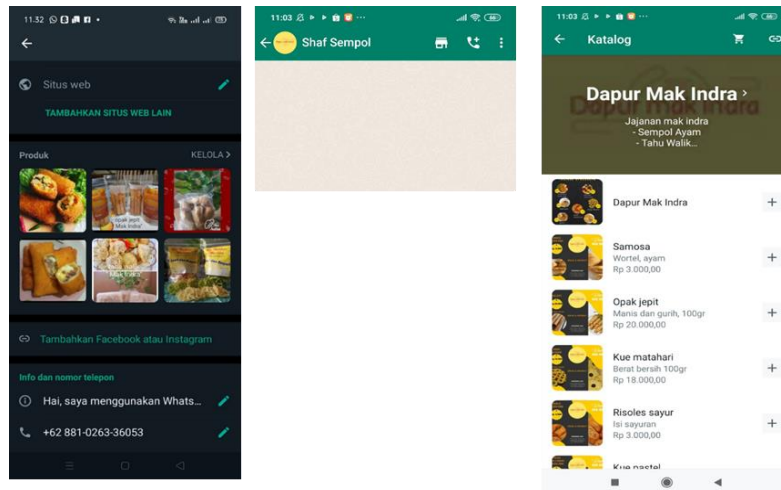 11.32
Situs web
TAMBAHKAN SITUS WEB LAIN
Produk
KELOLA >
opak jepit
"Mak Indra"
"Mak Indra"
Tambahkan Facebook atau Instagram
Info dan nomor telepon
Hai, saya menggunakan Whats...
+62 881-0263-36053
11:03
Shaf Sempol
11:03
Katalog
Dapur Mak Indra >
Jajanan mak indra
- Sempol Ayam
- Tahu Walik...
Dapur Mak Indra
Samosa
Wortel, ayam
Rp 3.000,00
Opak jepit
Manis dan gurih, 100gr
Rp 20.000,00
Kue matahari
Berat bersih 100gr
Rp 18.000,00
Risoles sayur
Isi sayuran
Rp 3.000,00
Kue pastel